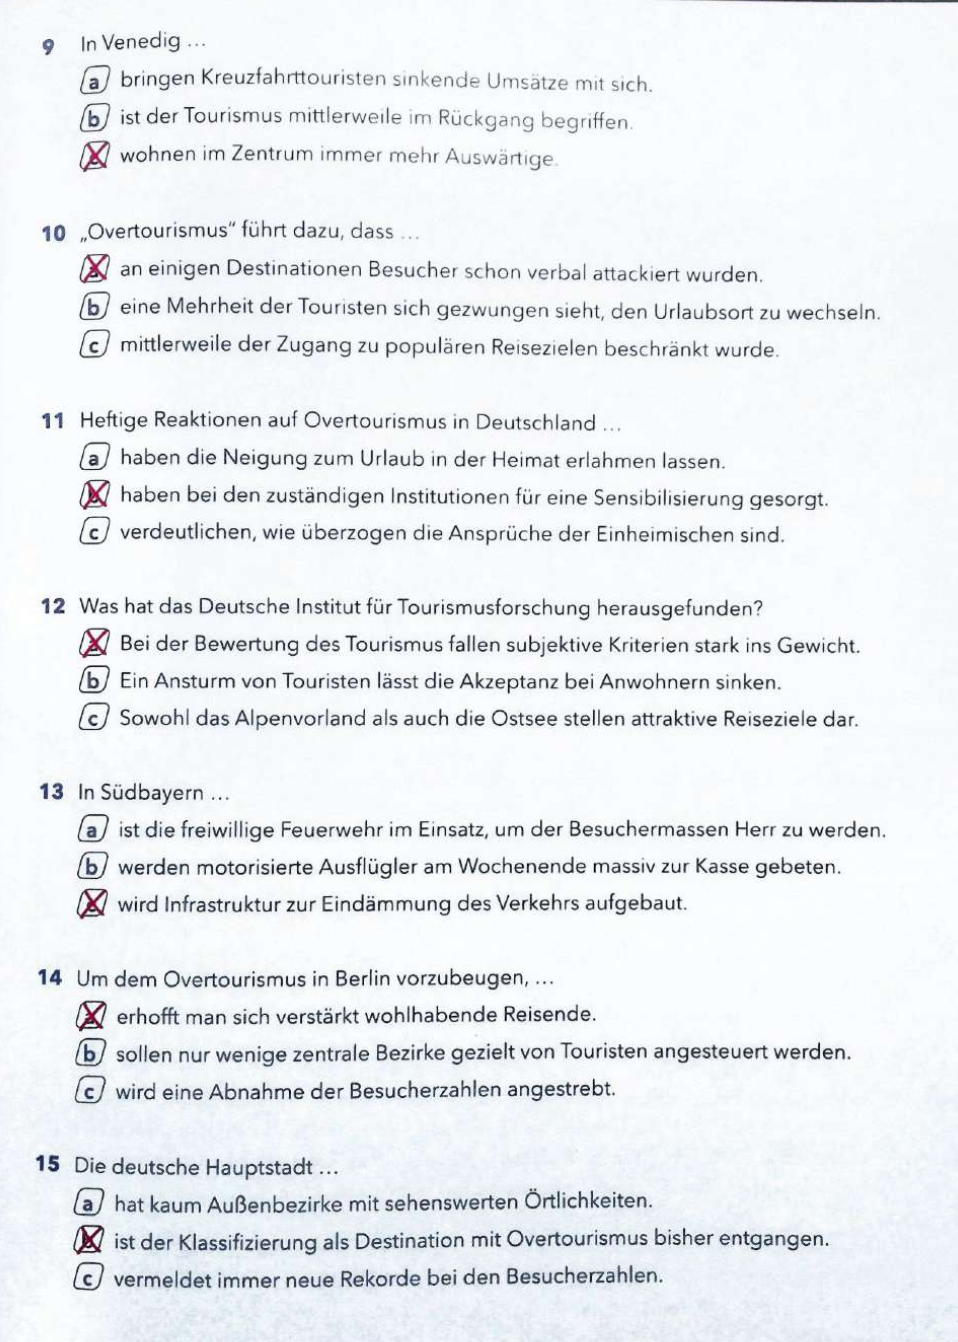 9 In Venedig ...
a bringen Kreuzfahrttouristen sinkende Umsätze mit sich.
b ist der Tourismus mittlerweile im Rückgang begriffen.
wohnen im Zentrum immer mehr Auswärtige.
10 „Overtourismus" führt dazu, dass ...
an einigen Destinationen Besucher schon verbal attackiert wurden.
b eine Mehrheit der Touristen sich gezwungen sieht, den Urlaubsort zu wechseln.
c mittlerweile der Zugang zu populären Reisezielen beschränkt wurde.
11 Heftige Reaktionen auf Overtourismus in Deutschland ...
a haben die Neigung zum Urlaub in der Heimat erlahmen lassen.
haben bei den zuständigen Institutionen für eine Sensibilisierung gesorgt.
c verdeutlichen, wie überzogen die Ansprüche der Einheimischen sind.
12 Was hat das Deutsche Institut für Tourismusforschung herausgefunden?
Bei der Bewertung des Tourismus fallen subjektive Kriterien stark ins Gewicht.
b Ein Ansturm von Touristen lässt die Akzeptanz bei Anwohnern sinken.
c Sowohl das Alpenvorland als auch die Ostsee stellen attraktive Reiseziele dar.
13 In Südbayern ...
a ist die freiwillige Feuerwehr im Einsatz, um der Besuchermassen Herr zu werden.
b werden motorisierte Ausflügler am Wochenende massiv zur Kasse gebeten.
wird Infrastruktur zur Eindämmung des Verkehrs aufgebaut.
14 Um dem Overtourismus in Berlin vorzubeugen, ...
erhofft man sich verstärkt wohlhabende Reisende.
b sollen nur wenige zentrale Bezirke gezielt von Touristen angesteuert werden.
c wird eine Abnahme der Besucherzahlen angestrebt.
15 Die deutsche Hauptstadt ...
a hat kaum Außenbezirke mit sehenswerten Örtlichkeiten.
ist der Klassifizierung als Destination mit Overtourismus bisher entgangen.
c vermeldet immer neue Rekorde bei den Besucherzahlen.